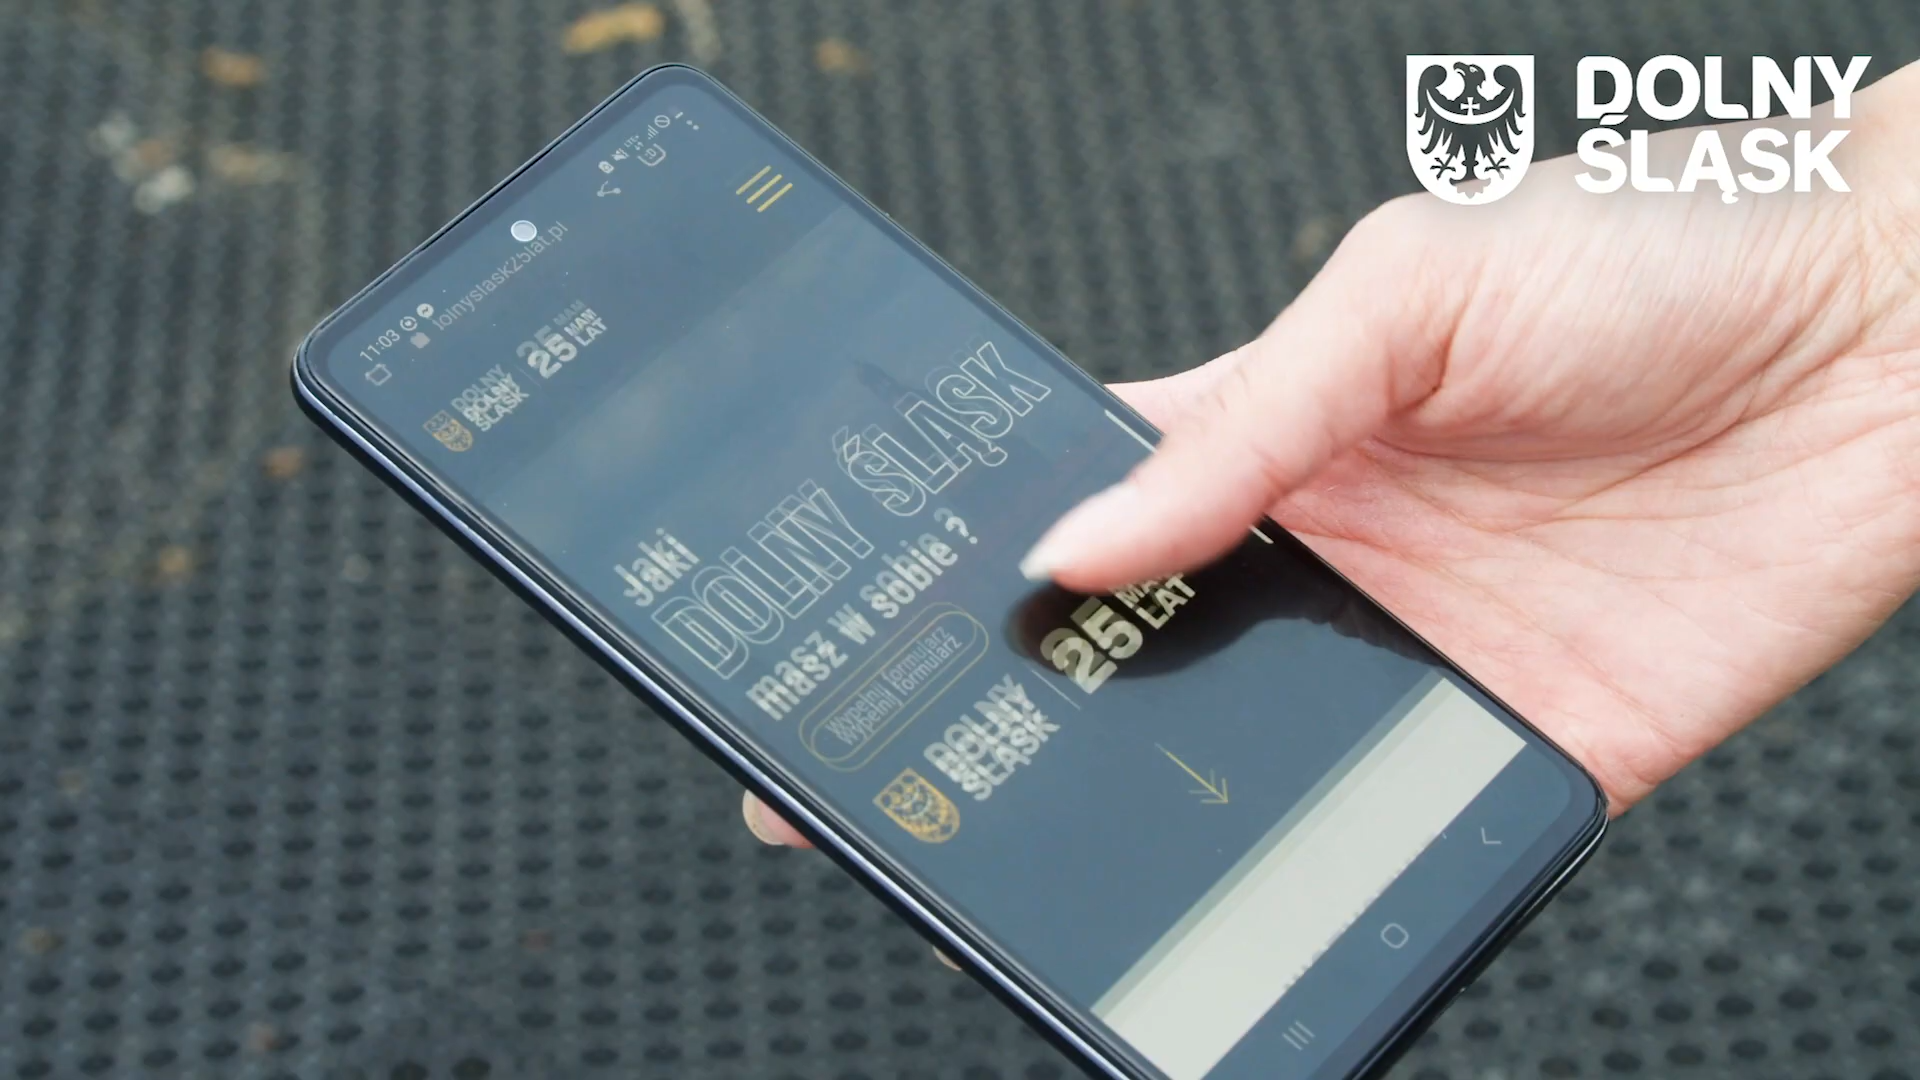 DOLNY
ŚLĄSK
11:03
dolnyslask25lat.pl
DOLNY
ŚLĄSK
25 MAM
LAT
Jaki
DOLNY ŚLĄSK
masz w sobie ?
Wypełnij formularz
DOLNY
ŚLĄSK
25 MAM
LAT